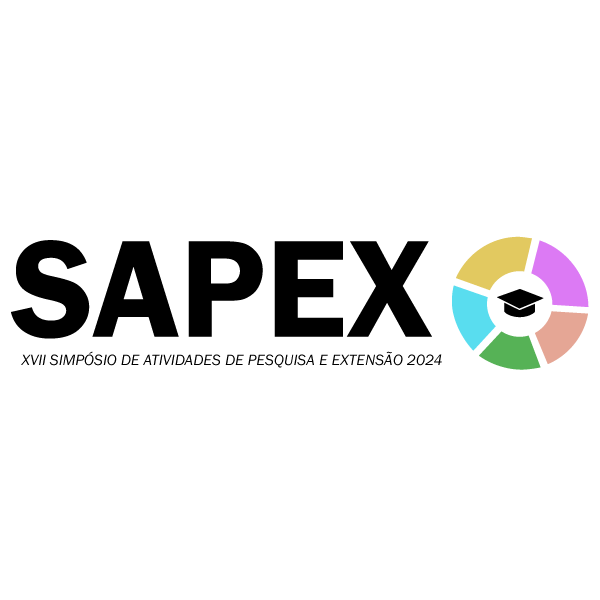 SAPEX
XVII SIMPÓSIO DE ATIVIDADES DE PESQUISA E EXTENSÃO 2024